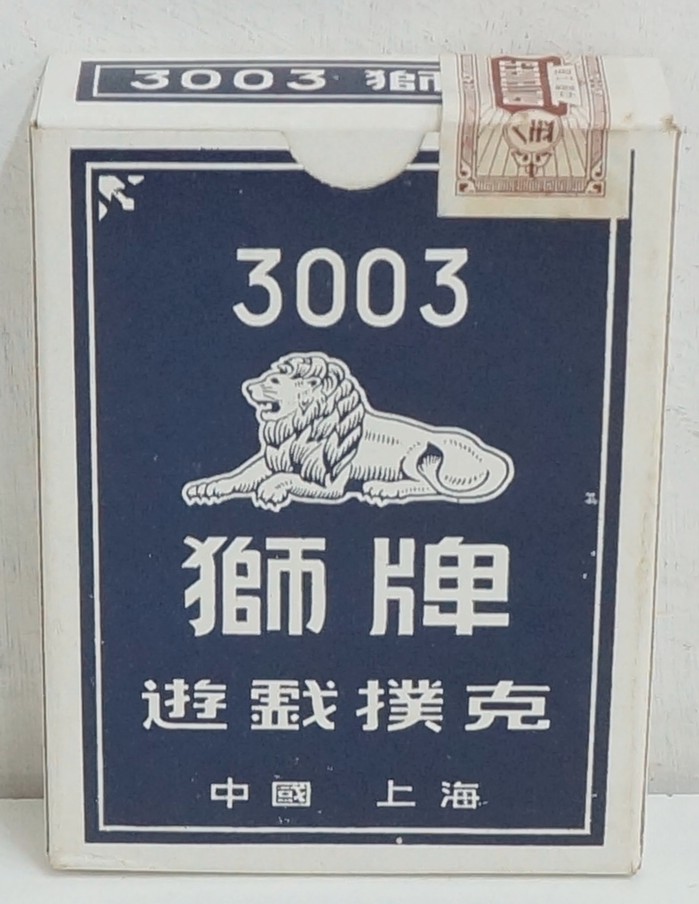 3003 獅
3003
獅牌
遊戲撲克
中國 上海